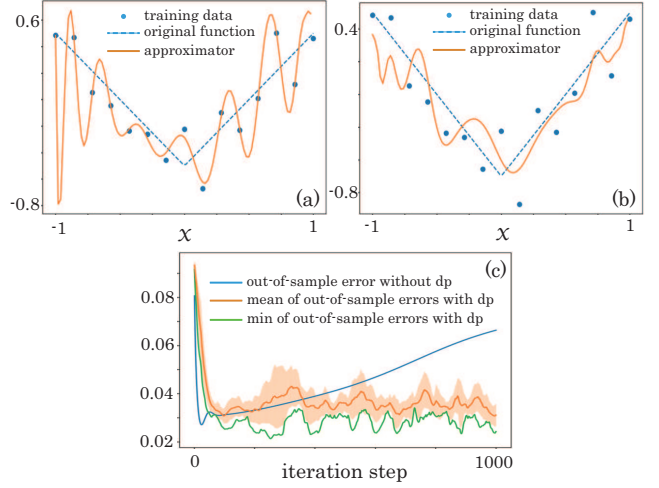 training data
original function
approximator
0.6
-0.8
-1
x
1
(a)
training data
original function
approximator
0.4
-0.8
-1
x
1
(b)
(c)
out-of-sample error without dp
mean of out-of-sample errors with dp
min of out-of-sample errors with dp
0.08
0.06
0.04
0.02
0
iteration step
1000